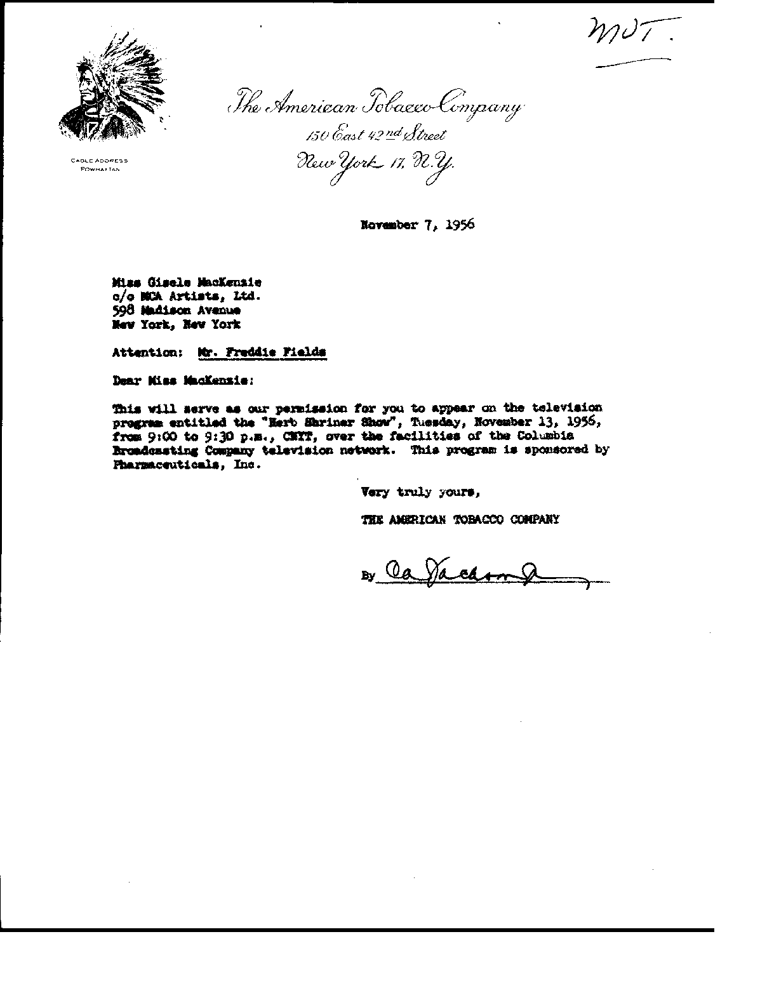 MJT.
The American Tobacco Company
150 East 42nd Street
New York 17, N.Y.
CABLE ADDRESS
POWHATAN
November 7, 1956
Miss Gisele MacKenzie
c/o MCA Artists, Ltd.
598 Madison Avenue
New York, New York
Attention: Mr. Freddie Fields
Dear Miss MacKenzie:
This will serve as our permission for you to appear on the television
program entitled the "Herb Shriner Show", Tuesday, November 13, 1956,
from 9:00 to 9:30 p.m., CNYT, over the facilities of the Columbia
Broadcasting Company television network. This program is sponsored by
Pharmaceuticals, Inc.
Very truly yours,
THE AMERICAN TOBACCO COMPANY
By